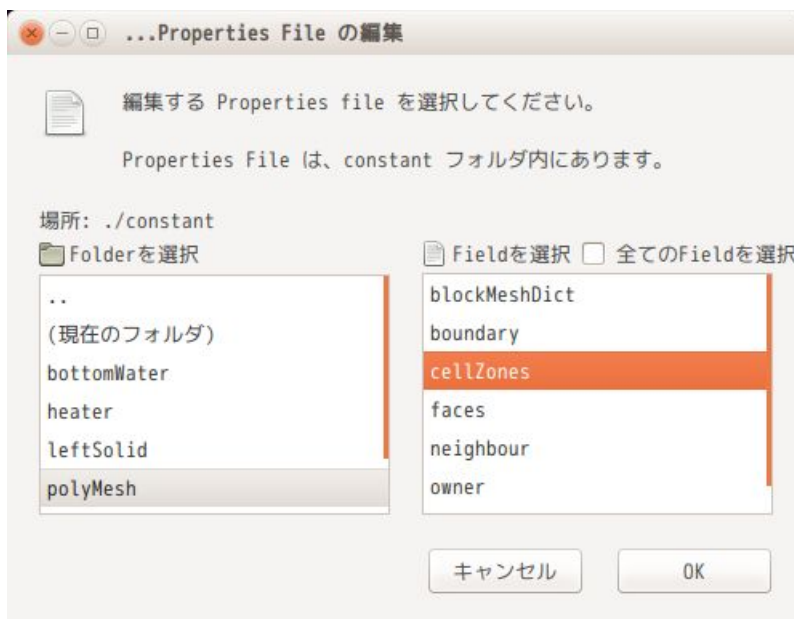 ...Properties File の編集
編集する Properties file を選択してください。
Properties File は、constant フォルダ内にあります。
場所: ./constant
Folderを選択
..
(現在のフォルダ)
bottomWater
heater
leftSolid
polyMesh
Fieldを選択 全てのFieldを選択
blockMeshDict
boundary
cellZones
faces
neighbour
owner
キャンセル OK